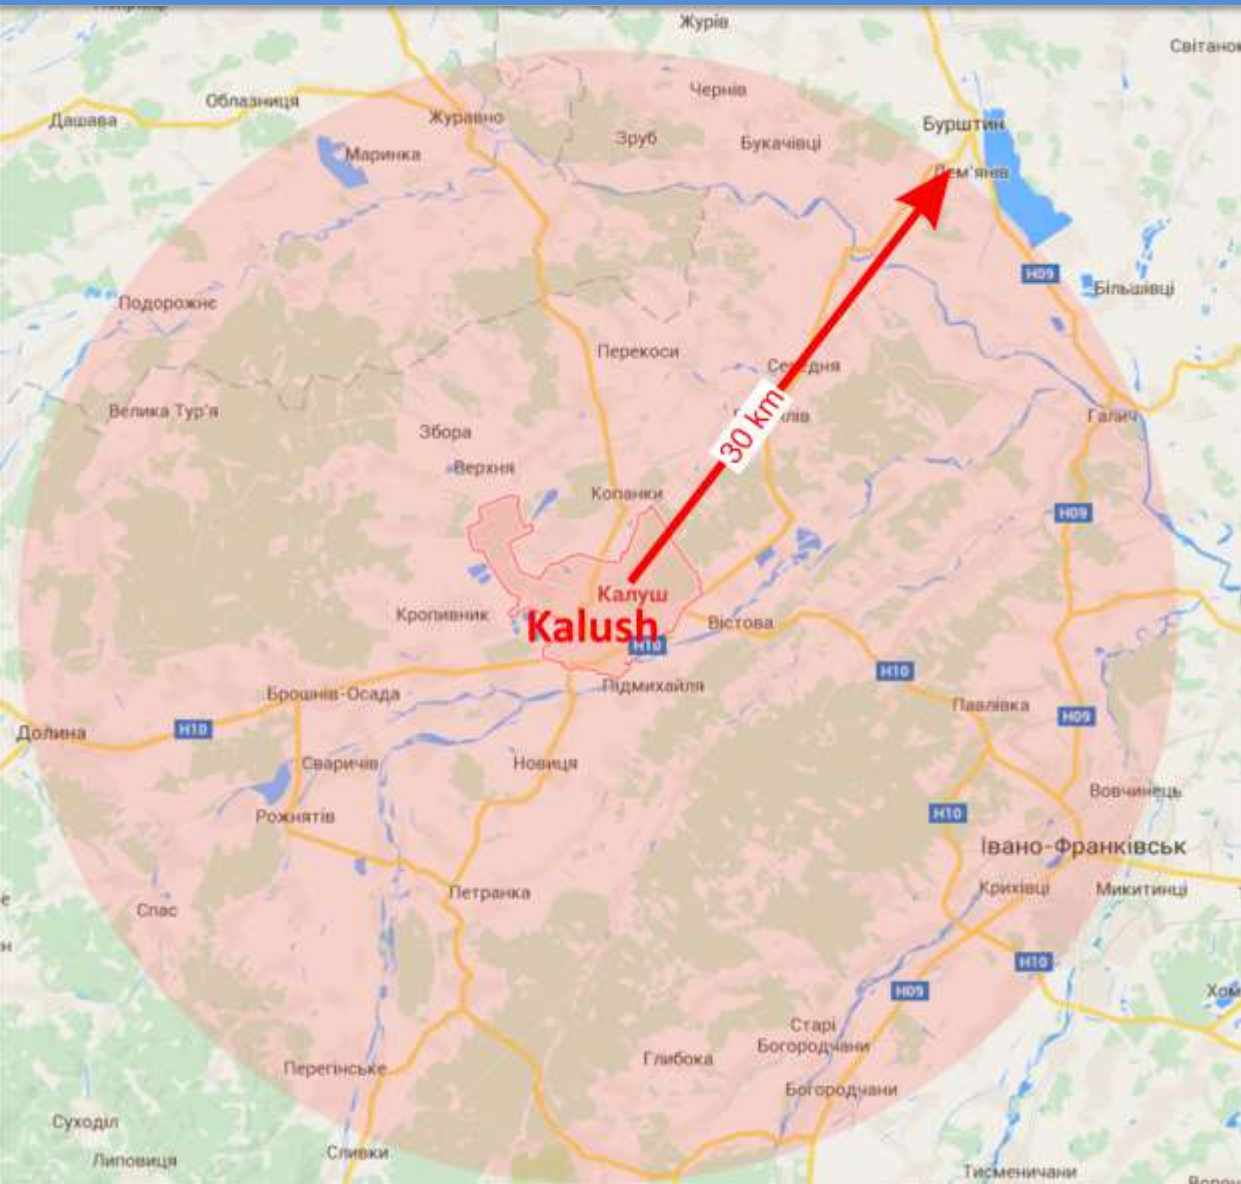 Журів
Світанок
Чернів
Облазниця
Дашава
Журавно
Бурштин
Зруб
Букачівці
Маринка
Дем'янів
H09
Більшівці
Подорожнє
Перекоси
Середня
Велика Тур'я
Галич
30 km
Збора
Верхня
Копанки
H09
Калуш
Кропивник
Kalush
Вістова
H10
H10
Підмихайля
Брошнів-Осада
Павлівка
H09
Долина
H10
Сваричів
Новиця
Вовчинець
Рожнятів
H10
Івано-Франківськ
Крихівці
Микитинці
Петранка
Спас
H10
H09
Хом
Старі
Богородчани
Глибока
Перегінське
Богородчани
Суходіл
Сливки
Липовиця
Тисменичани